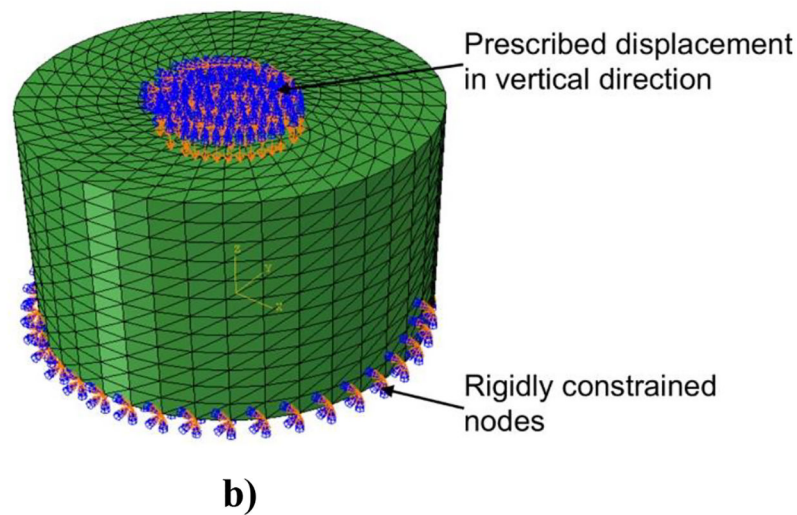 Prescribed displacement
in vertical direction
z
y
x
Rigidly constrained
nodes
b)